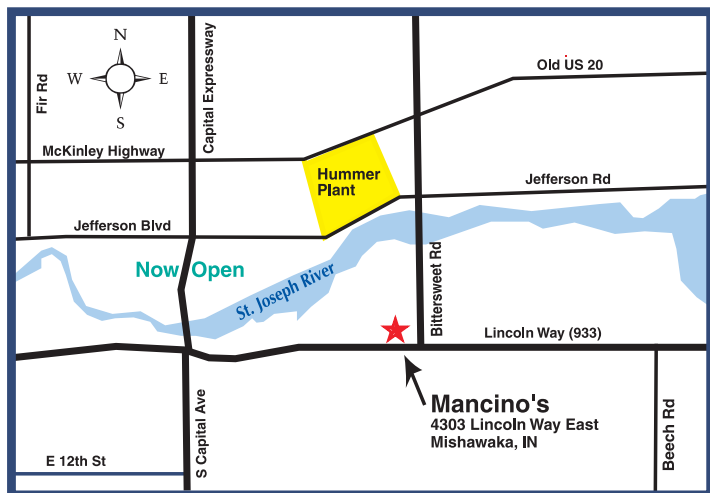 N
W E
S
Fir Rd
Capital Expressway
Old US 20
McKinley Highway
Hummer
Plant
Jefferson Rd
Jefferson Blvd
Now Open
St. Joseph River
Bittersweet Rd
Lincoln Way (933)
Mancino's
4303 Lincoln Way East
Mishawaka, IN
S Capital Ave
Beech Rd
E 12th St